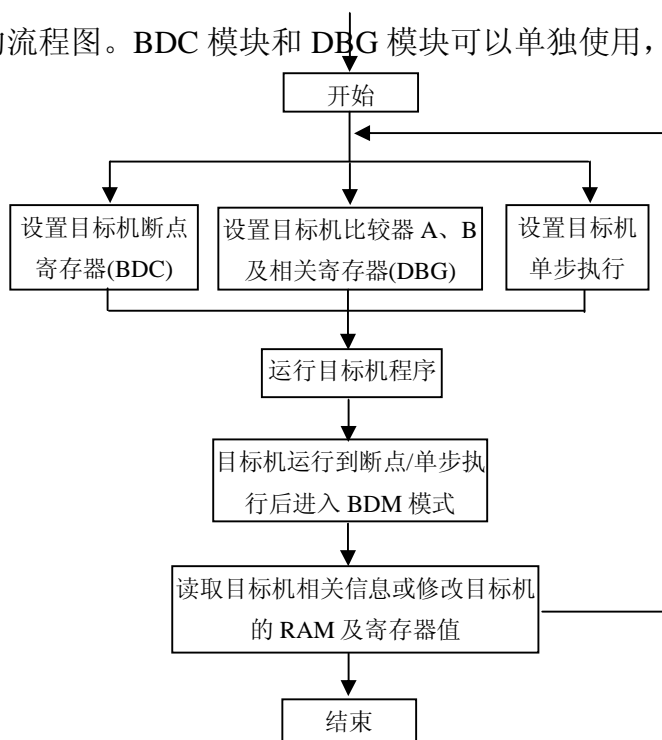 流程图。BDC 模块和 DBG 模块可以单独使用，
开始
设置目标机断点
寄存器(BDC)
设置目标机比较器 A、B
及相关寄存器(DBG)
设置目标机
单步执行
运行目标机程序
目标机运行到断点/单步执
行后进入 BDM 模式
读取目标机相关信息或修改目标机
的 RAM 及寄存器值
结束